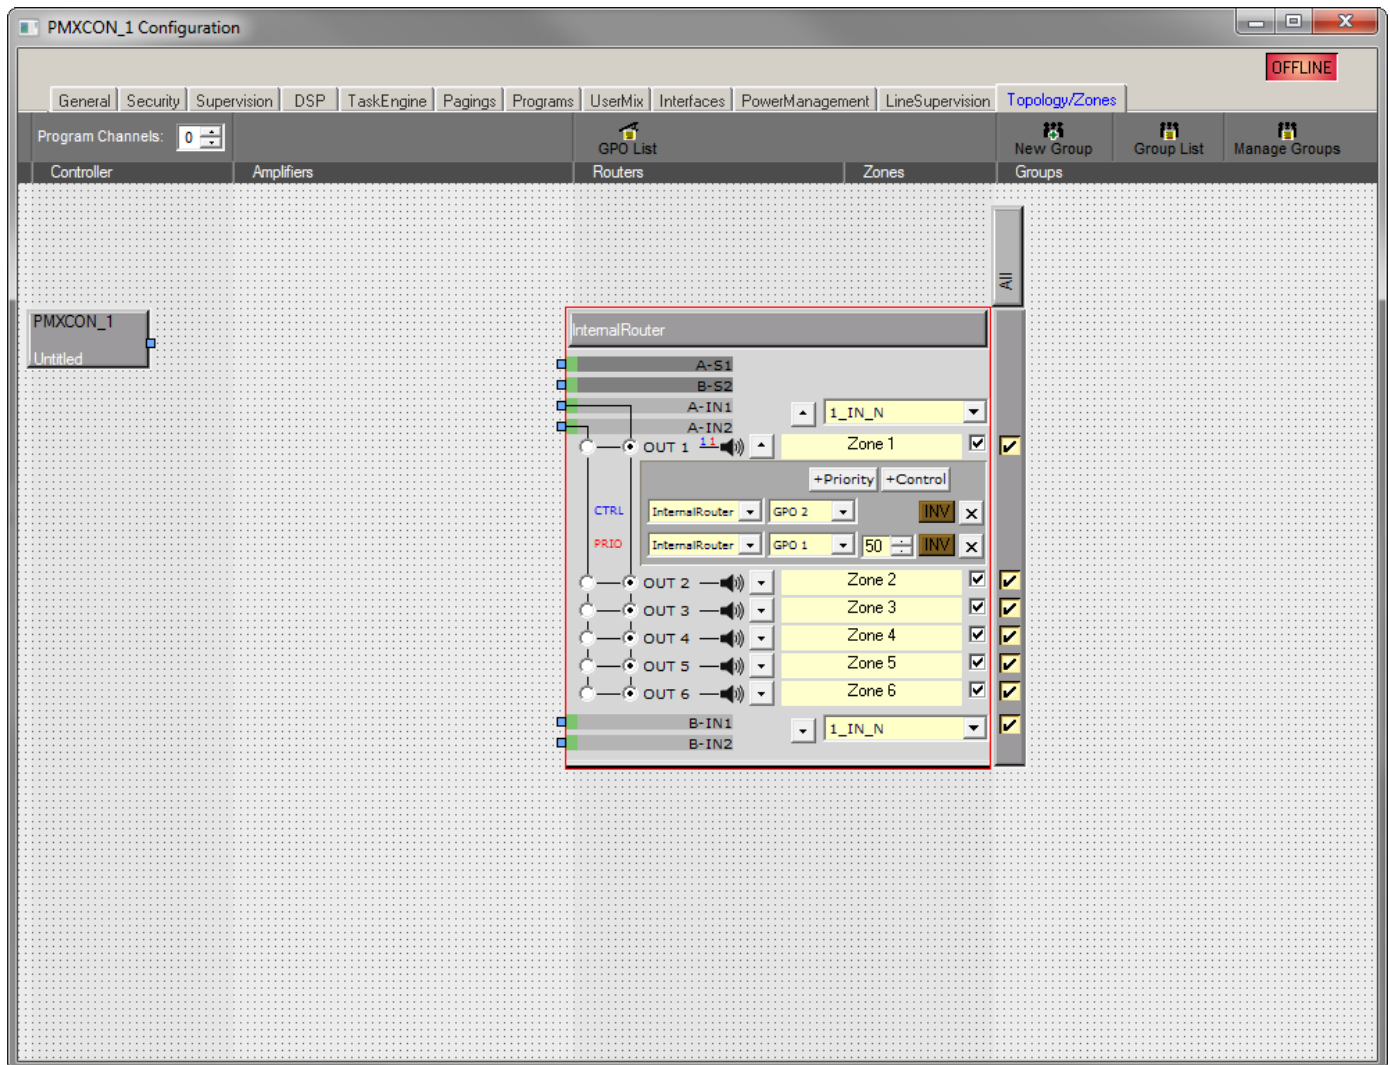 PMXCON_1 Configuration
OFFLINE
General Security Supervision DSP TaskEngine Pagings Programs UserMix Interfaces PowerManagement LineSupervision Topology/Zones
Program Channels: 0 GPO List New Group Group List Manage Groups
Controller Amplifiers Routers Zones Groups
All
PMXCON_1
Untitled
InternalRouter
A-S1
B-S2
A-IN1 1_IN_N
A-IN2
OUT 1 11 Zone 1
+Priority +Control
CTRL InternalRouter GPO 2 INV X
PRIO InternalRouter GPO 1 50 INV X
OUT 2 Zone 2
OUT 3 Zone 3
OUT 4 Zone 4
OUT 5 Zone 5
OUT 6 Zone 6
B-IN1 1_IN_N
B-IN2